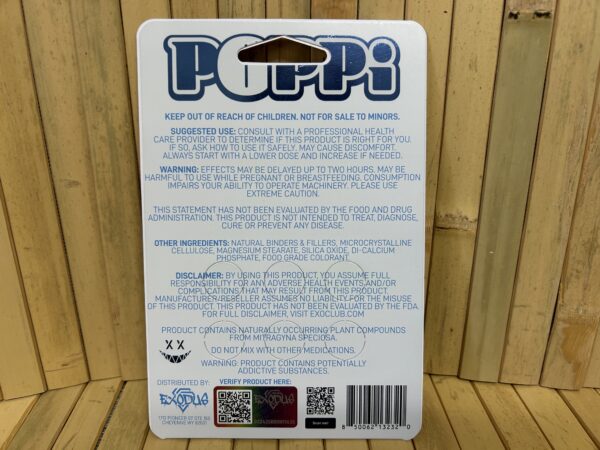 POPPi
KEEP OUT OF REACH OF CHILDREN. NOT FOR SALE TO MINORS.
SUGGESTED USE: CONSULT WITH A PROFESSIONAL HEALTH
CARE PROVIDER TO DETERMINE IF THIS PRODUCT IS RIGHT FOR YOU.
IF SO, ASK HOW TO USE IT SAFELY. MAY CAUSE DISCOMFORT.
ALWAYS START WITH A LOWER DOSE AND INCREASE IF NEEDED.
WARNING: EFFECTS MAY BE DELAYED UP TO TWO HOURS. MAY BE
HARMFUL TO USE WHILE PREGNANT OR BREASTFEEDING. CONSUMPTION
IMPAIRS YOUR ABILITY TO OPERATE MACHINERY. PLEASE USE
EXTREME CAUTION.
THIS STATEMENT HAS NOT BEEN EVALUATED BY THE FOOD AND DRUG
ADMINISTRATION. THIS PRODUCT IS NOT INTENDED TO TREAT, DIAGNOSE,
CURE OR PREVENT ANY DISEASE.
OTHER INGREDIENTS: NATURAL BINDERS & FILLERS, MICROCRYSTALLINE
CELLULOSE, MAGNESIUM STEARATE, SILICA OXIDE, DI-CALCIUM
PHOSPHATE, FOOD GRADE COLORANT.
DISCLAIMER: BY USING THIS PRODUCT, YOU ASSUME FULL
RESPONSIBILITY FOR ANY ADVERSE HEALTH EVENTS AND/OR
COMPLICATIONS THAT MAY RESULT FROM THIS PRODUCT.
MANUFACTURER/RESELLER ASSUMES NO LIABILITY FOR THE MISUSE
OF THIS PRODUCT. THIS PRODUCT HAS NOT BEEN EVALUATED BY THE FDA.
FOR FULL DISCLAIMER, VISIT EXOCLUB.COM
PRODUCT CONTAINS NATURALLY OCCURRING PLANT COMPOUNDS
FROM MITRAGYNA SPECIOSA.
X X
DO NOT MIX WITH OTHER MEDICATIONS.
WARNING: PRODUCT CONTAINS POTENTIALLY
ADDICTIVE SUBSTANCES.
DISTRIBUTED BY:
VERIFY PRODUCT HERE:
EXODUS
EXODUS
CHEYENNE WY 82001
8 50062 13232 0